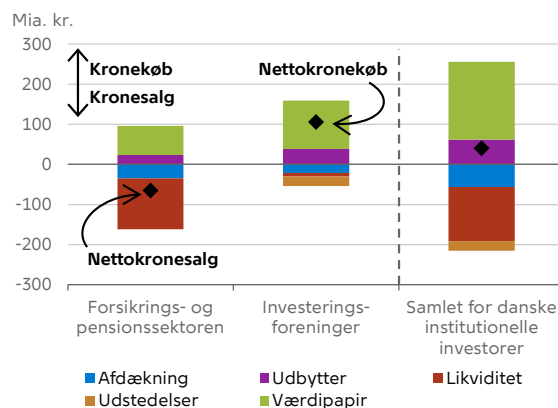 Mia. kr.
300
200
100
0
-100
-200
-300
Kronekøb
Kronesalg
Nettokronekøb
Nettokronesalg
Forsikrings- og
pensionssektoren
Investerings-
foreninger
Samlet for danske
institutionelle
investorer
Afdækning
Udbytter
Likviditet
Udstedelser
Værdipapir